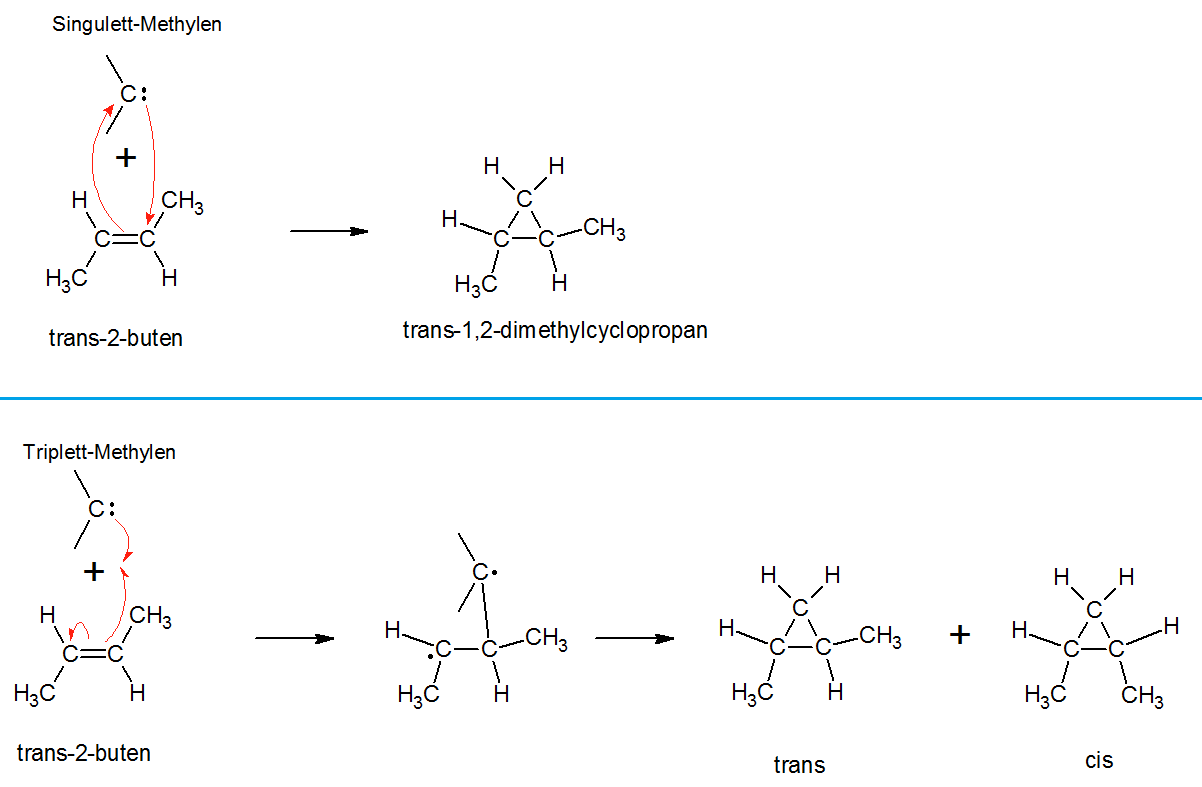 Singulett-Methylen
C:
+
H CH3
C=C
H3C H
trans-2-buten
H H
C
H C C CH3
H3C H
trans-1,2-dimethylcyclopropan
Triplett-Methylen
C:
+
H CH3
C=C
H3C H
trans-2-buten
C•
H •C C CH3
H3C H
H H
C
H C C CH3
H3C H
trans
+
H H
C
H C C H
H3C CH3
cis